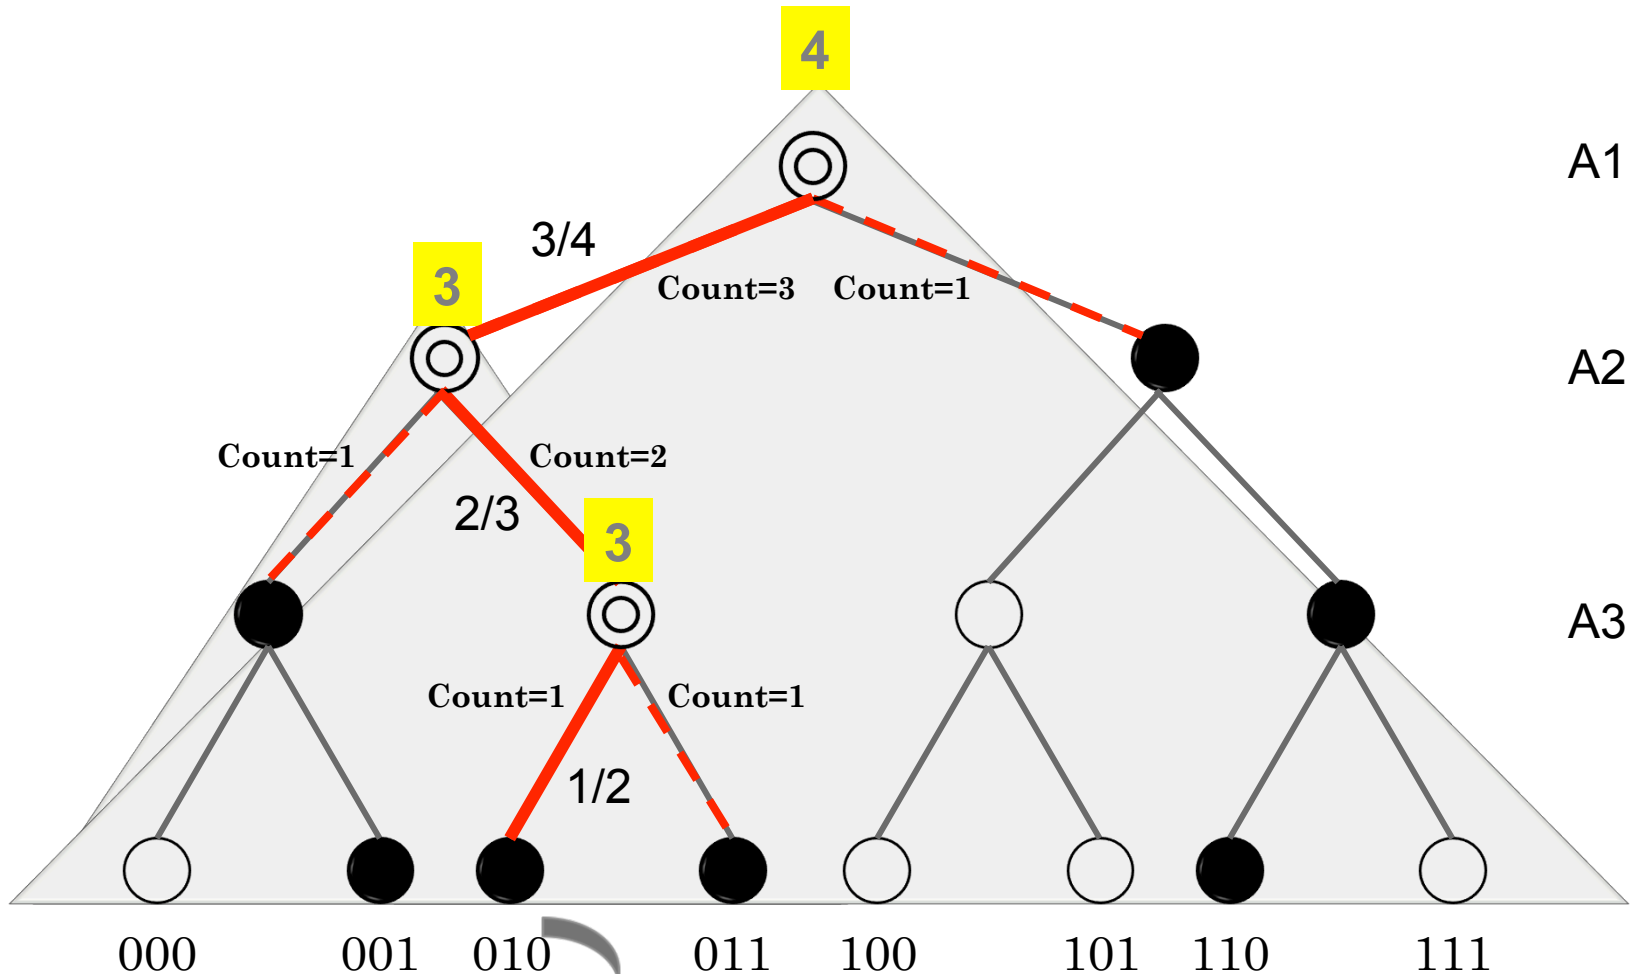 4
A1
3/4
3
Count=3 Count=1
A2
Count=1 Count=2
2/3
3
A3
Count=1 Count=1
1/2
000 001 010 011 100 101 110 111